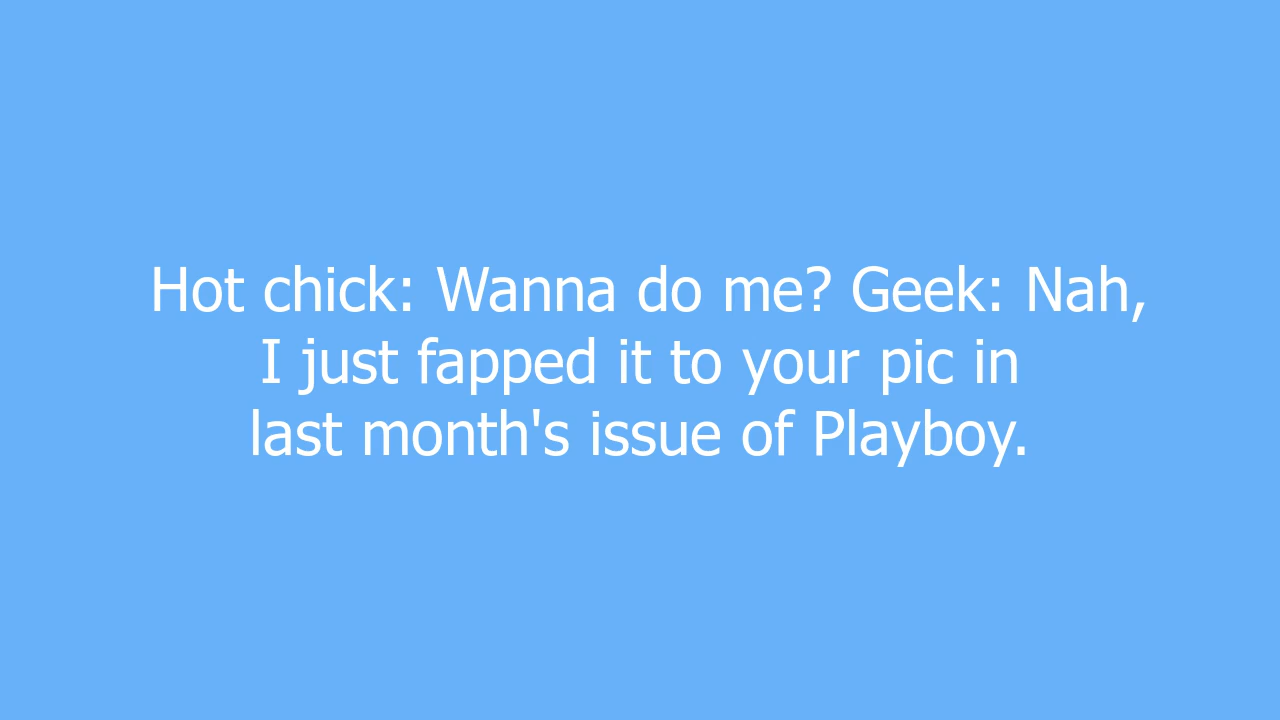 Hot chick: Wanna do me? Geek: Nah,
I just fapped it to your pic in
last month's issue of Playboy.